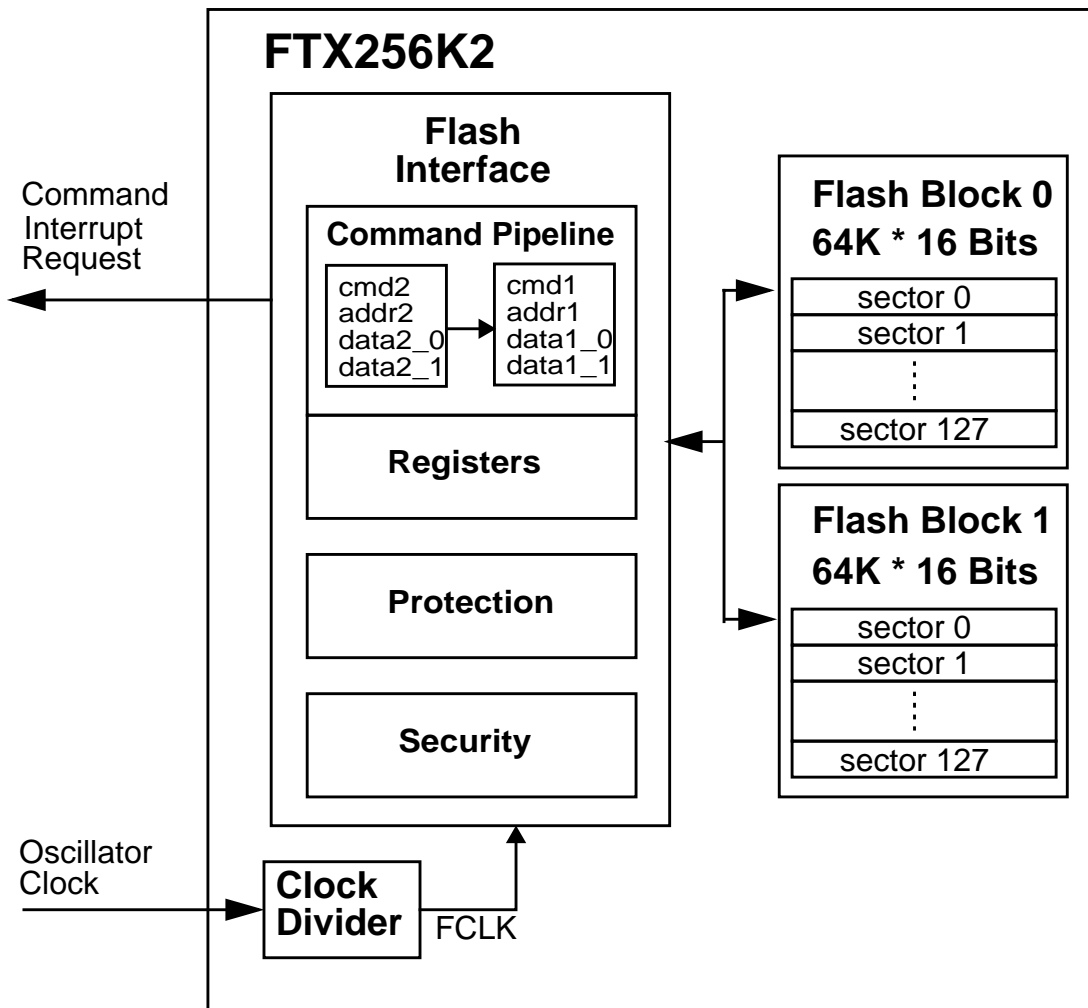 FTX256K2
Flash
Interface
Command
Interrupt
Request
Command Pipeline
cmd2
addr2
data2_0
data2_1
cmd1
addr1
data1_0
data1_1
Registers
Protection
Security
Flash Block 0
64K * 16 Bits
sector 0
sector 1
sector 127
Flash Block 1
64K * 16 Bits
sector 0
sector 1
sector 127
Oscillator
Clock
Clock
Divider
FCLK